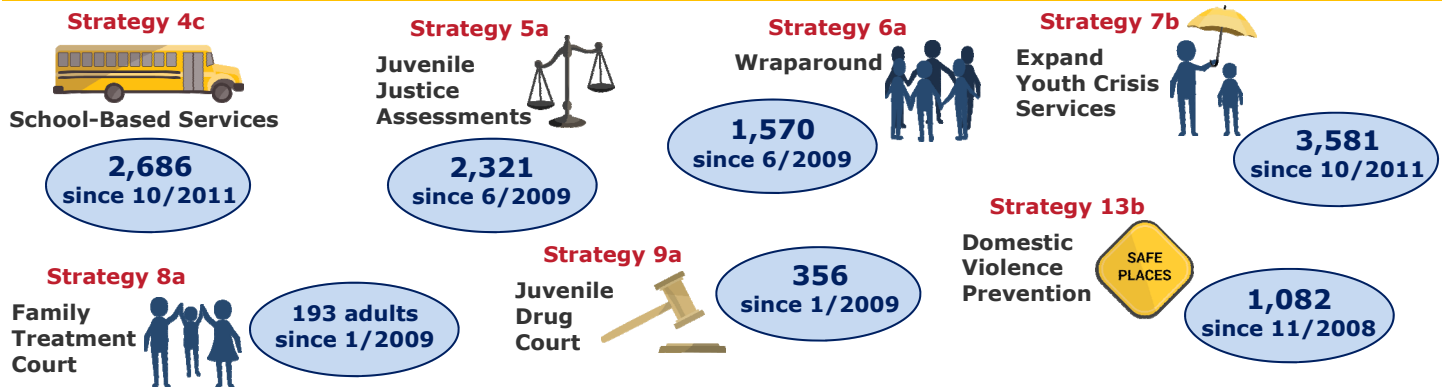 Strategy 4c
School-Based Services
2,686
since 10/2011
Strategy 5a
Juvenile
Justice
Assessments
2,321
since 6/2009
Strategy 6a
Wraparound
1,570
since 6/2009
Strategy 7b
Expand
Youth Crisis
Services
3,581
since 10/2011
Strategy 8a
Family
Treatment
Court
193 adults
since 1/2009
Strategy 9a
Juvenile
Drug
Court
356
since 1/2009
Strategy 13b
Domestic
Violence
Prevention
SAFE
PLACES
1,082
since 11/2008